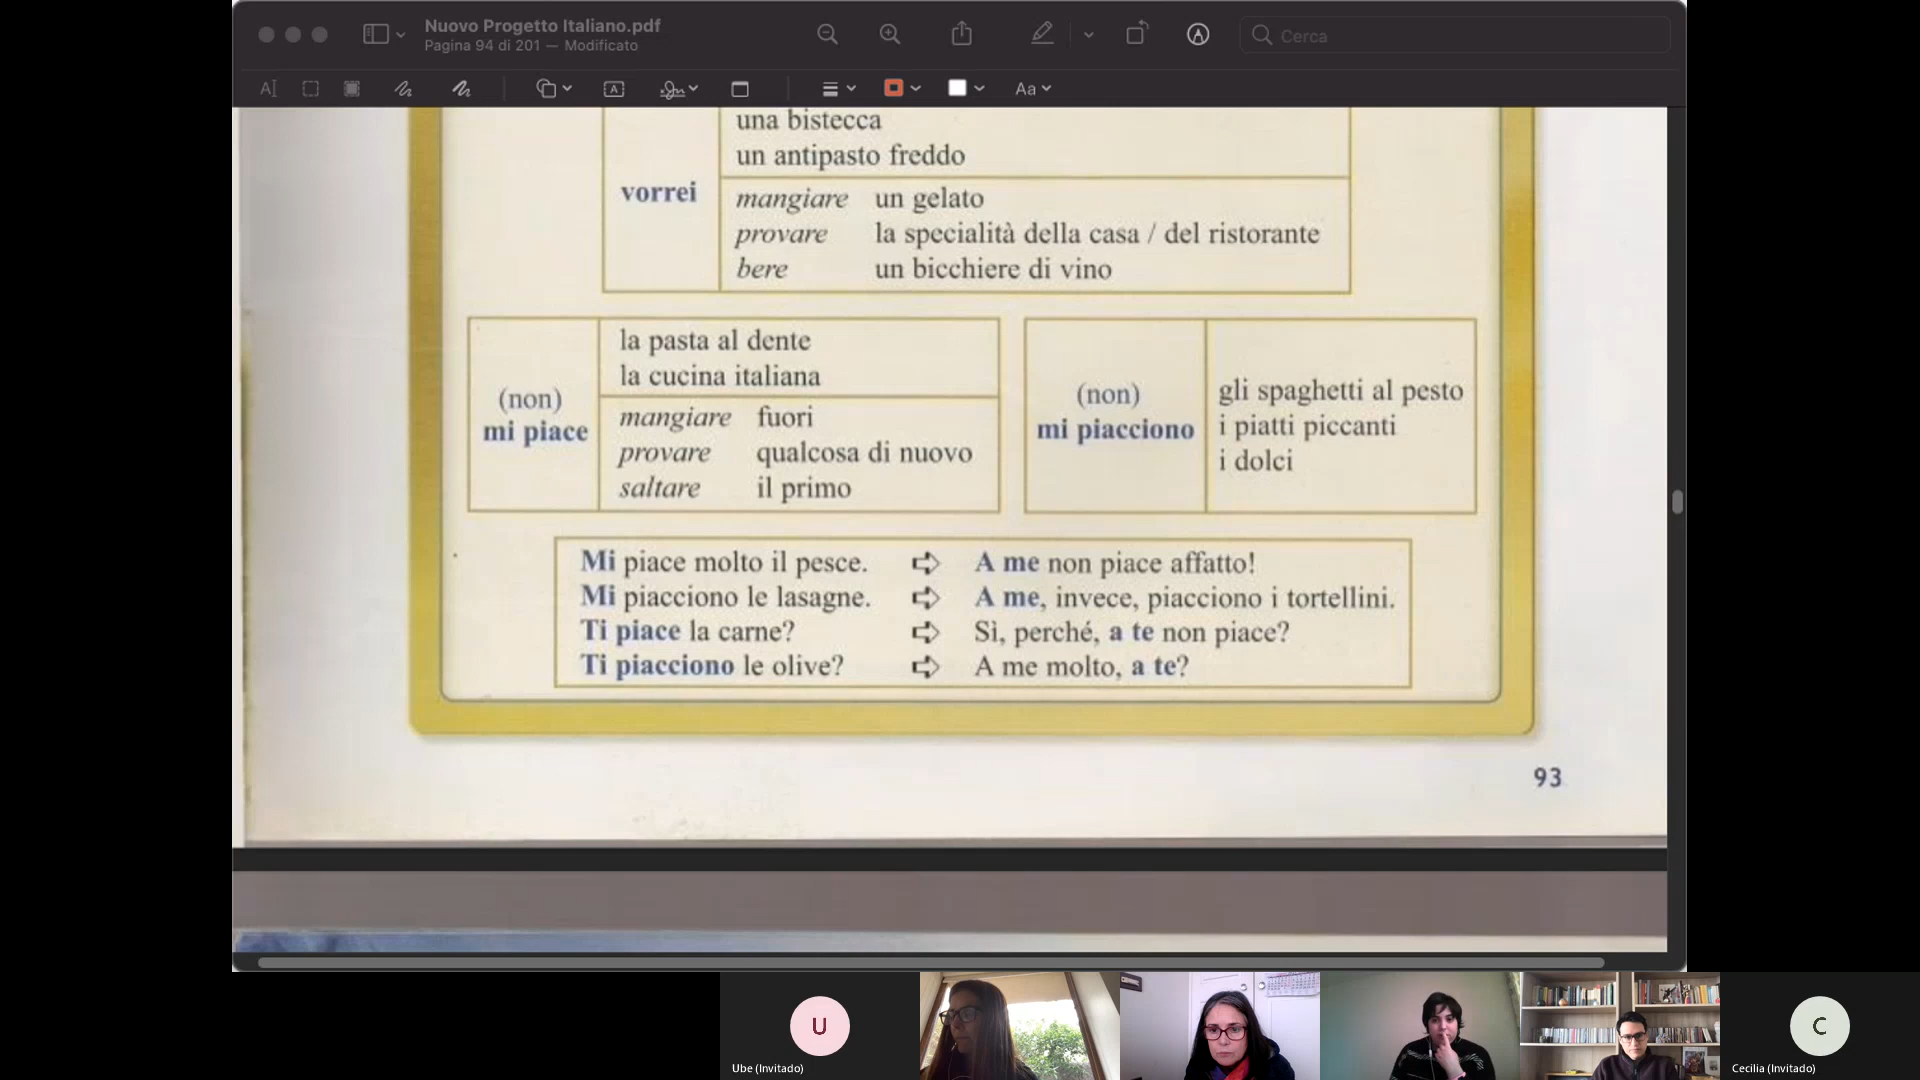 Nuovo Progetto Italiano.pdf
Pagina 94 di 201 — Modificato
Cerca
A
A
Aa
una bistecca
un antipasto freddo
vorrei
mangiare un gelato
provare la specialità della casa / del ristorante
bere un bicchiere di vino
(non)
mi piace
la pasta al dente
la cucina italiana
mangiare fuori
provare qualcosa di nuovo
saltare il primo
(non)
mi piacciono
gli spaghetti al pesto
i piatti piccanti
i dolci
Mi piace molto il pesce. ⇨ A me non piace affatto!
Mi piacciono le lasagne. ⇨ A me, invece, piacciono i tortellini.
Ti piace la carne? ⇨ Sì, perché, a te non piace?
Ti piacciono le olive? ⇨ A me molto, a te?
93
U
Ube (Invitado)
C
Cecilia (Invitado)